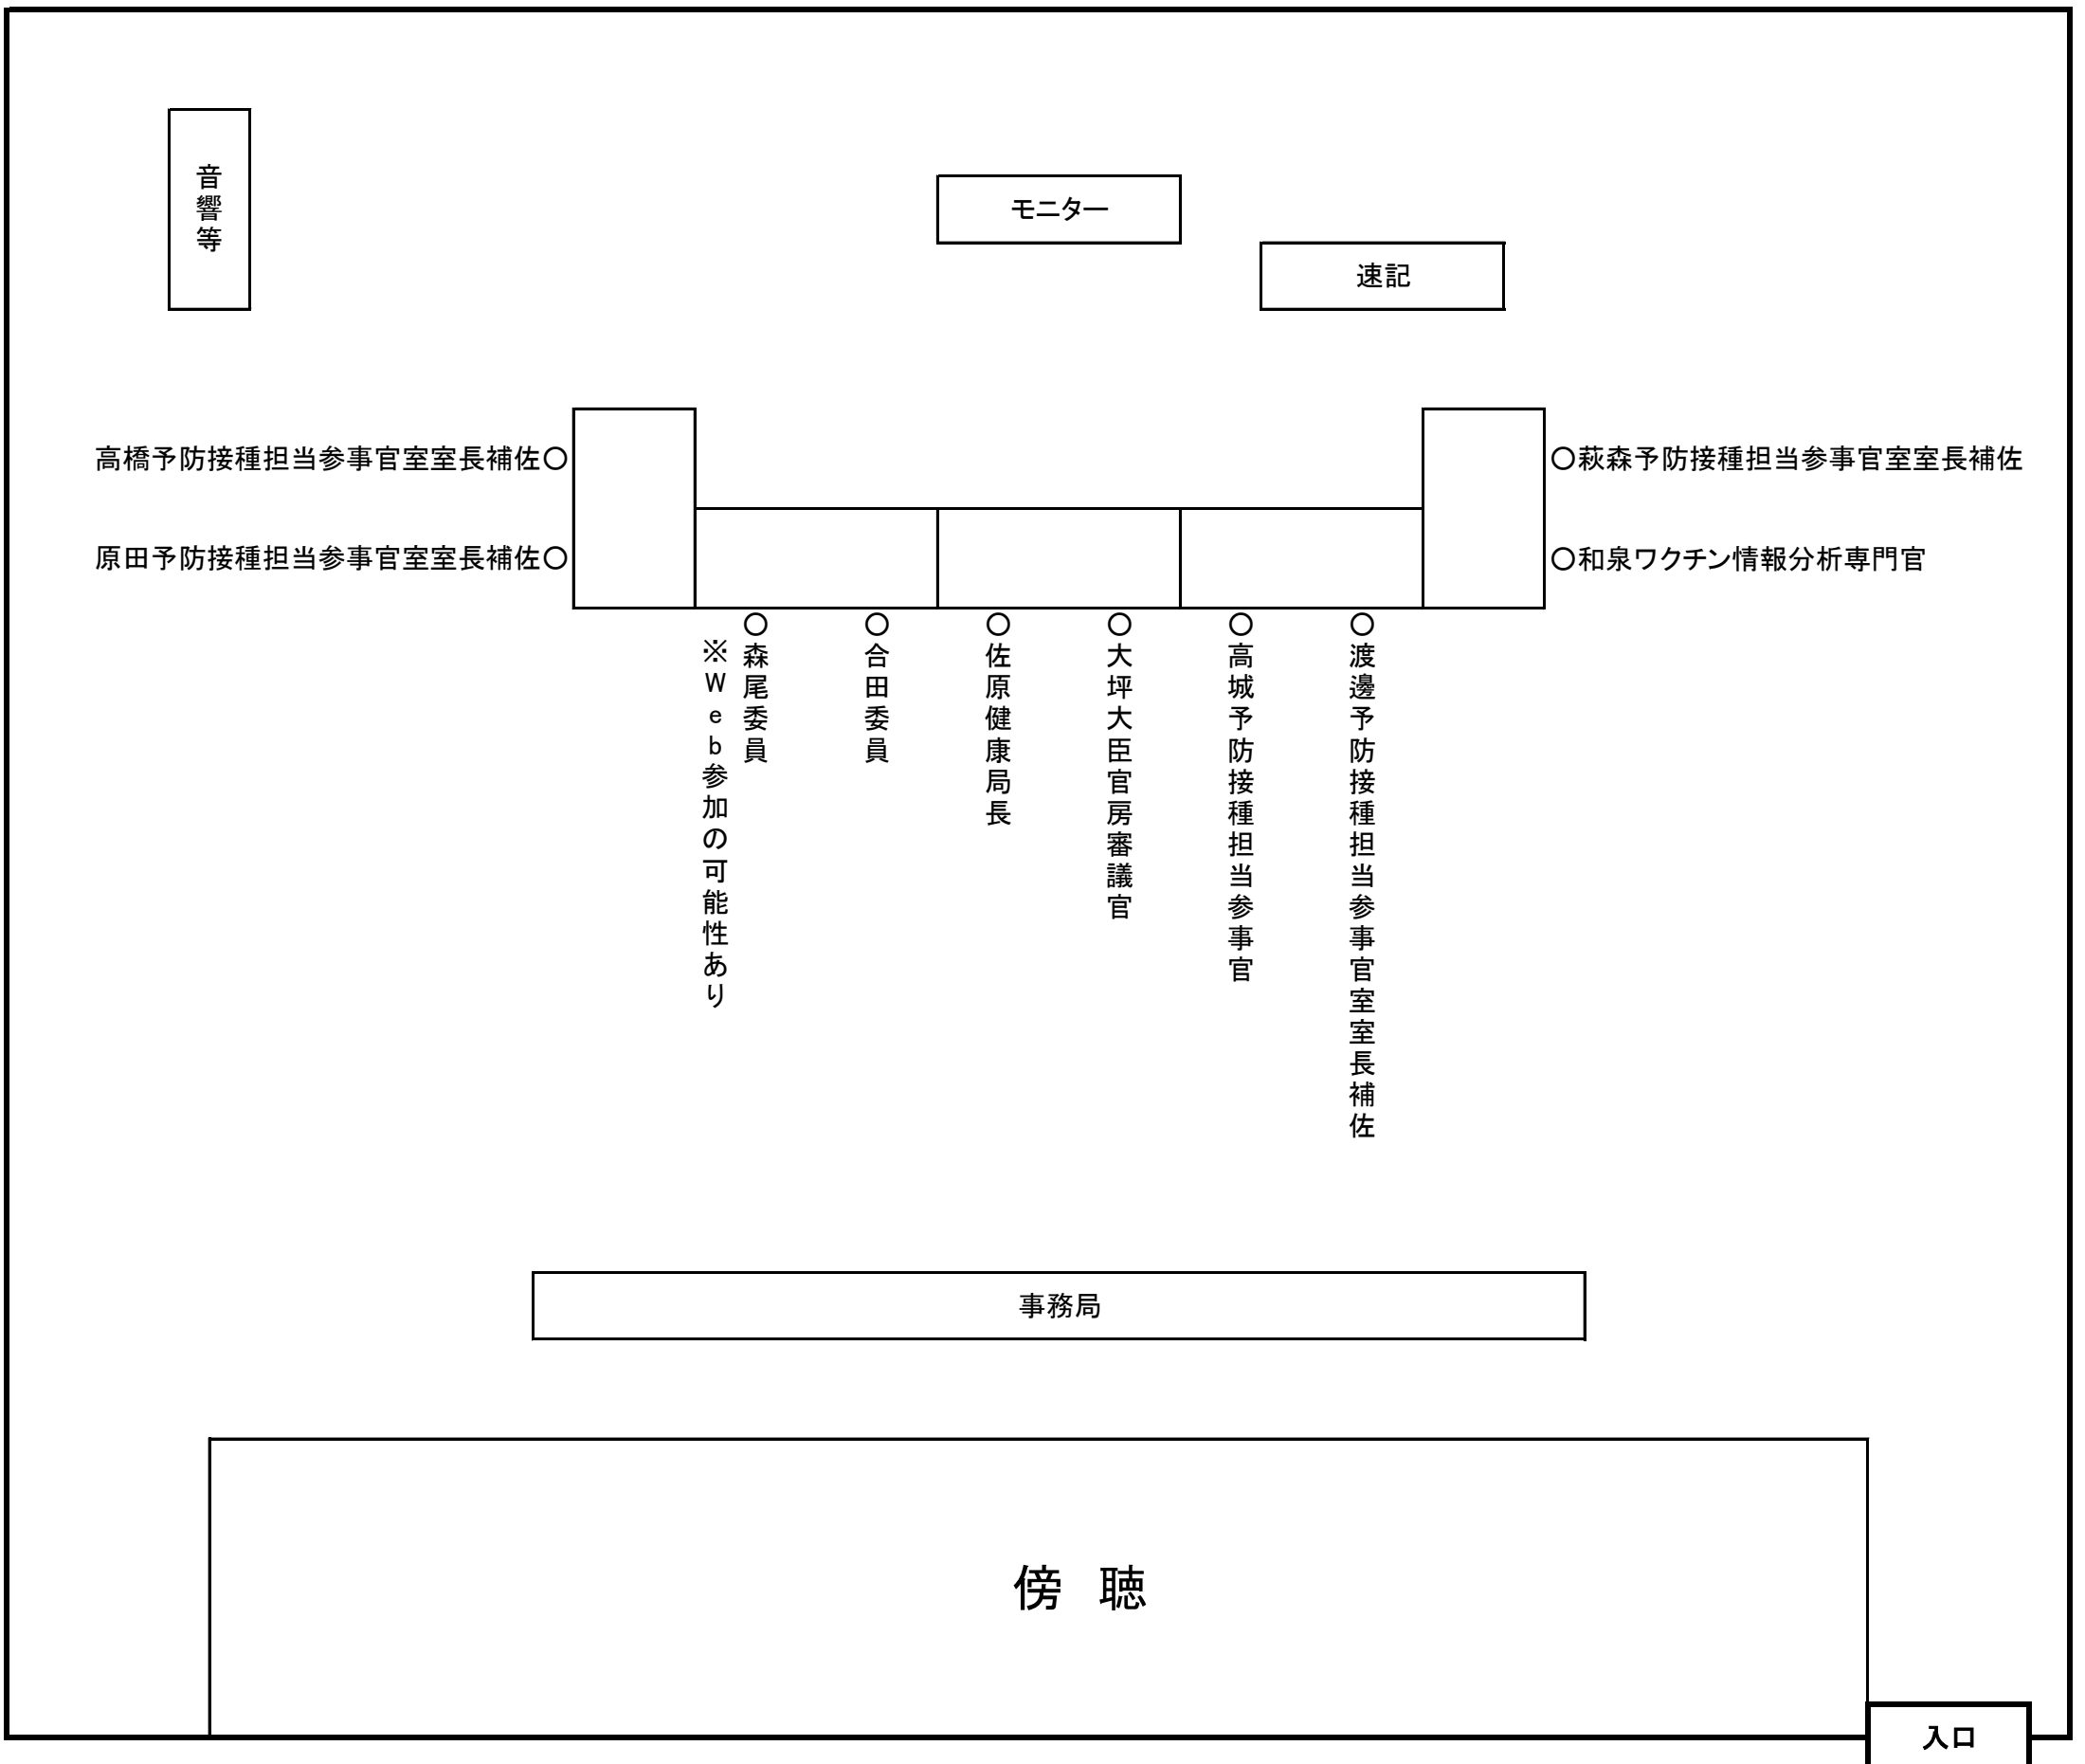 音響等
モニター
速記
高橋予防接種担当参事官室室長補佐○
○萩森予防接種担当参事官室室長補佐
原田予防接種担当参事官室室長補佐○
○和泉ワクチン情報分析専門官
○森尾委員
※Web参加の可能性あり
○合田委員
○佐原健康局長
○大坪大臣官房審議官
○高城予防接種担当参事官
○渡邊予防接種担当参事官室室長補佐
事務局
傍　聴
入口